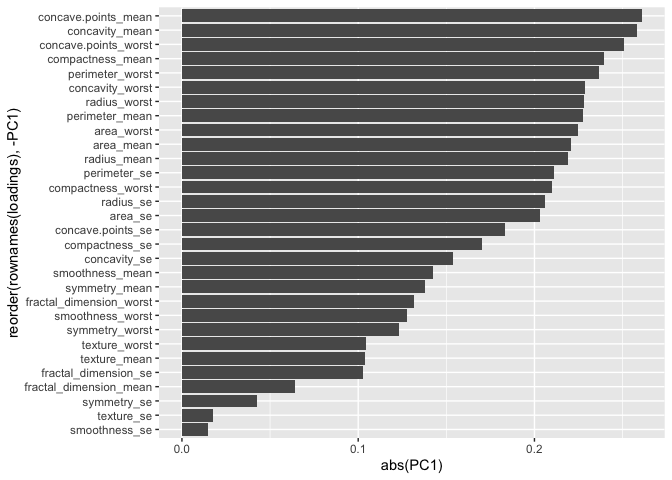 reorder(rownames(loadings), -PC1)
concave.points_mean
concavity_mean
concave.points_worst
compactness_mean
perimeter_worst
concavity_worst
radius_worst
perimeter_mean
area_worst
area_mean
radius_mean
perimeter_se
compactness_worst
radius_se
area_se
concave.points_se
compactness_se
concavity_se
smoothness_mean
symmetry_mean
fractal_dimension_worst
smoothness_worst
symmetry_worst
texture_worst
texture_mean
fractal_dimension_se
fractal_dimension_mean
symmetry_se
texture_se
smoothness_se
0.0 0.1 0.2
abs(PC1)